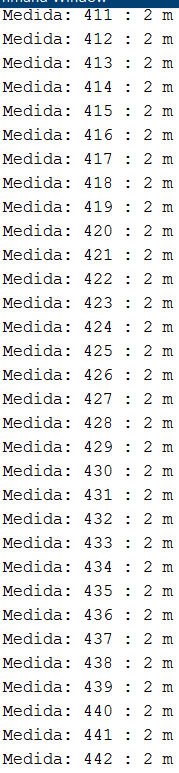 Medida: 411 : 2 m
Medida: 412 : 2 m
Medida: 413 : 2 m
Medida: 414 : 2 m
Medida: 415 : 2 m
Medida: 416 : 2 m
Medida: 417 : 2 m
Medida: 418 : 2 m
Medida: 419 : 2 m
Medida: 420 : 2 m
Medida: 421 : 2 m
Medida: 422 : 2 m
Medida: 423 : 2 m
Medida: 424 : 2 m
Medida: 425 : 2 m
Medida: 426 : 2 m
Medida: 427 : 2 m
Medida: 428 : 2 m
Medida: 429 : 2 m
Medida: 430 : 2 m
Medida: 431 : 2 m
Medida: 432 : 2 m
Medida: 433 : 2 m
Medida: 434 : 2 m
Medida: 435 : 2 m
Medida: 436 : 2 m
Medida: 437 : 2 m
Medida: 438 : 2 m
Medida: 439 : 2 m
Medida: 440 : 2 m
Medida: 441 : 2 m
Medida: 442 : 2 m